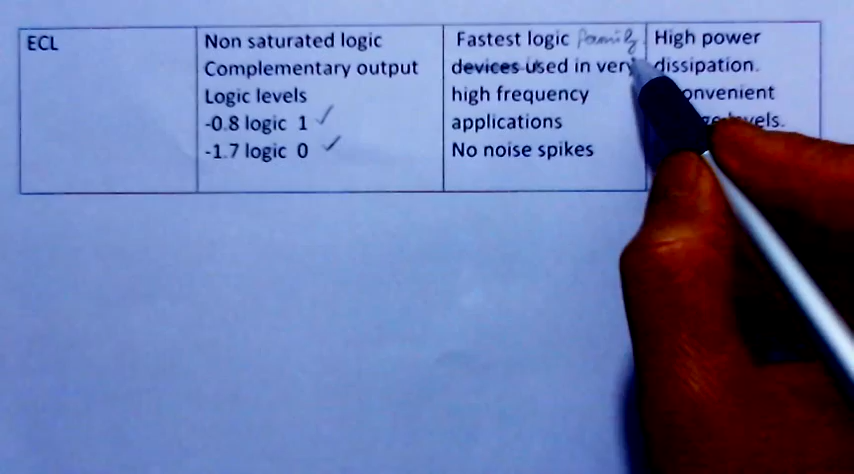 ECL
Non saturated logic
Complementary output
Logic levels
-0.8 logic 1
-1.7 logic 0
Fastest logic family
devices used in very
high frequency
applications
No noise spikes
High power
dissipation.
levels.